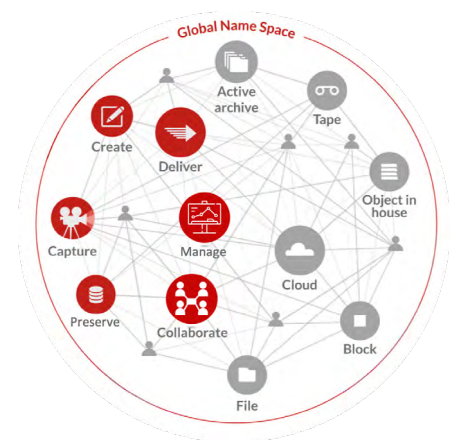 Global Name Space
Active
archive
Tape
Create
Deliver
Object in
house
Capture
Manage
Cloud
Preserve
Collaborate
Block
File